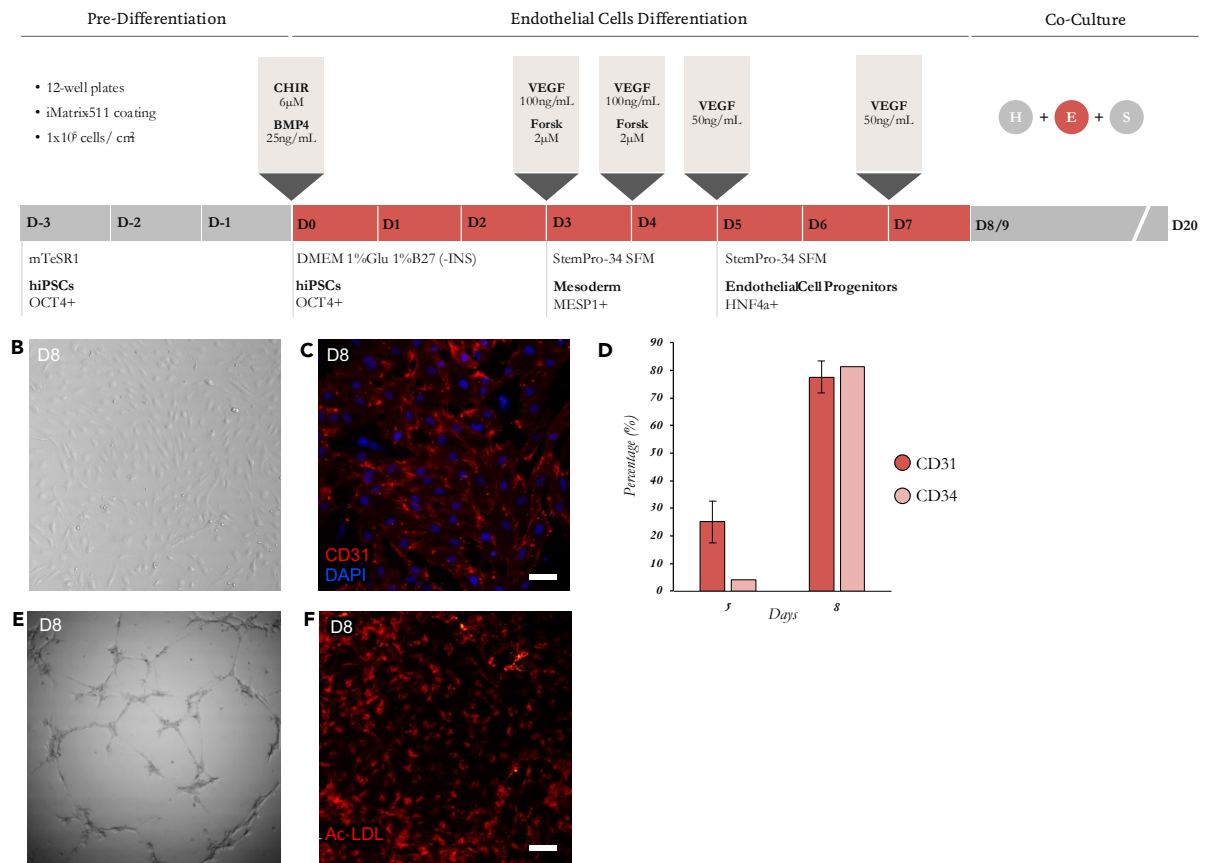 Pre-Differentiation
Endothelial Cells Differentiation
Co-Culture
• 12-well plates
• iMatrix511 coating
• 1x10⁵ cells/ cm²
CHIR
6µM
BMP4
25ng/mL
VEGF
100ng/mL
Forsk
2µM
VEGF
100ng/mL
Forsk
2µM
VEGF
50ng/mL
VEGF
50ng/mL
H + E + S
D-3
D-2
D-1
D0
D1
D2
D3
D4
D5
D6
D7
D8/9
D20
mTeSR1
hiPSCs
OCT4+
DMEM 1%Glu 1%B27 (-INS)
hiPSCs
OCT4+
StemPro-34 SFM
Mesoderm
MESP1+
StemPro-34 SFM
EndothelialCell Progenitors
HNF4a+
B
D8
C
D8
CD31
DAPI
D
90
80
70
60
50
40
30
20
10
0
Percentage (%)
5
8
Days
CD31
CD34
E
D8
F
D8
Ac-LDL